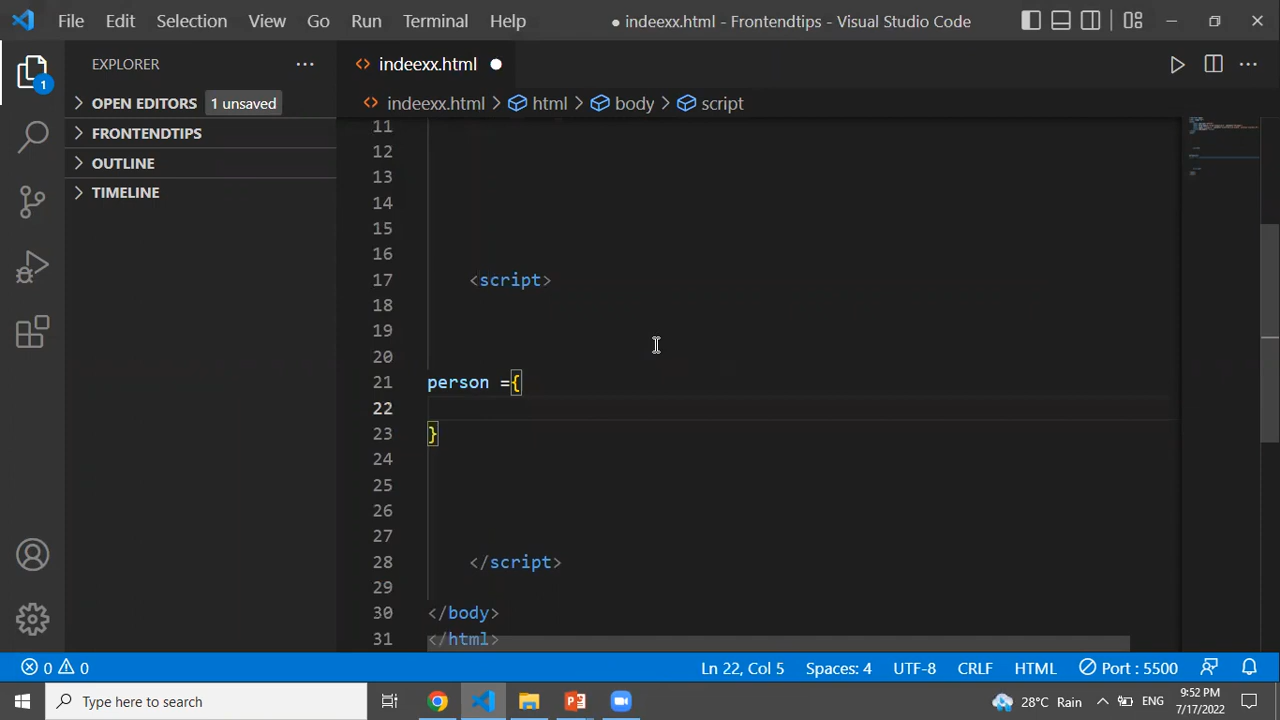 File Edit Selection View Go Run Terminal Help ● indeexx.html - Frontendtips - Visual Studio Code
EXPLORER
1
OPEN EDITORS 1 unsaved
FRONTENDTIPS
OUTLINE
TIMELINE
indeexx.html
indeexx.html > html > body > script
11
12
13
14
15
16
17 <script>
18
19
20
21 person ={
22
23 }
24
25
26
27
28 </script>
29
30 </body>
31 </html>
0 0 Ln 22, Col 5 Spaces: 4 UTF-8 CRLF HTML Port : 5500
Type here to search 28°C Rain ENG 9:52 PM
7/17/2022